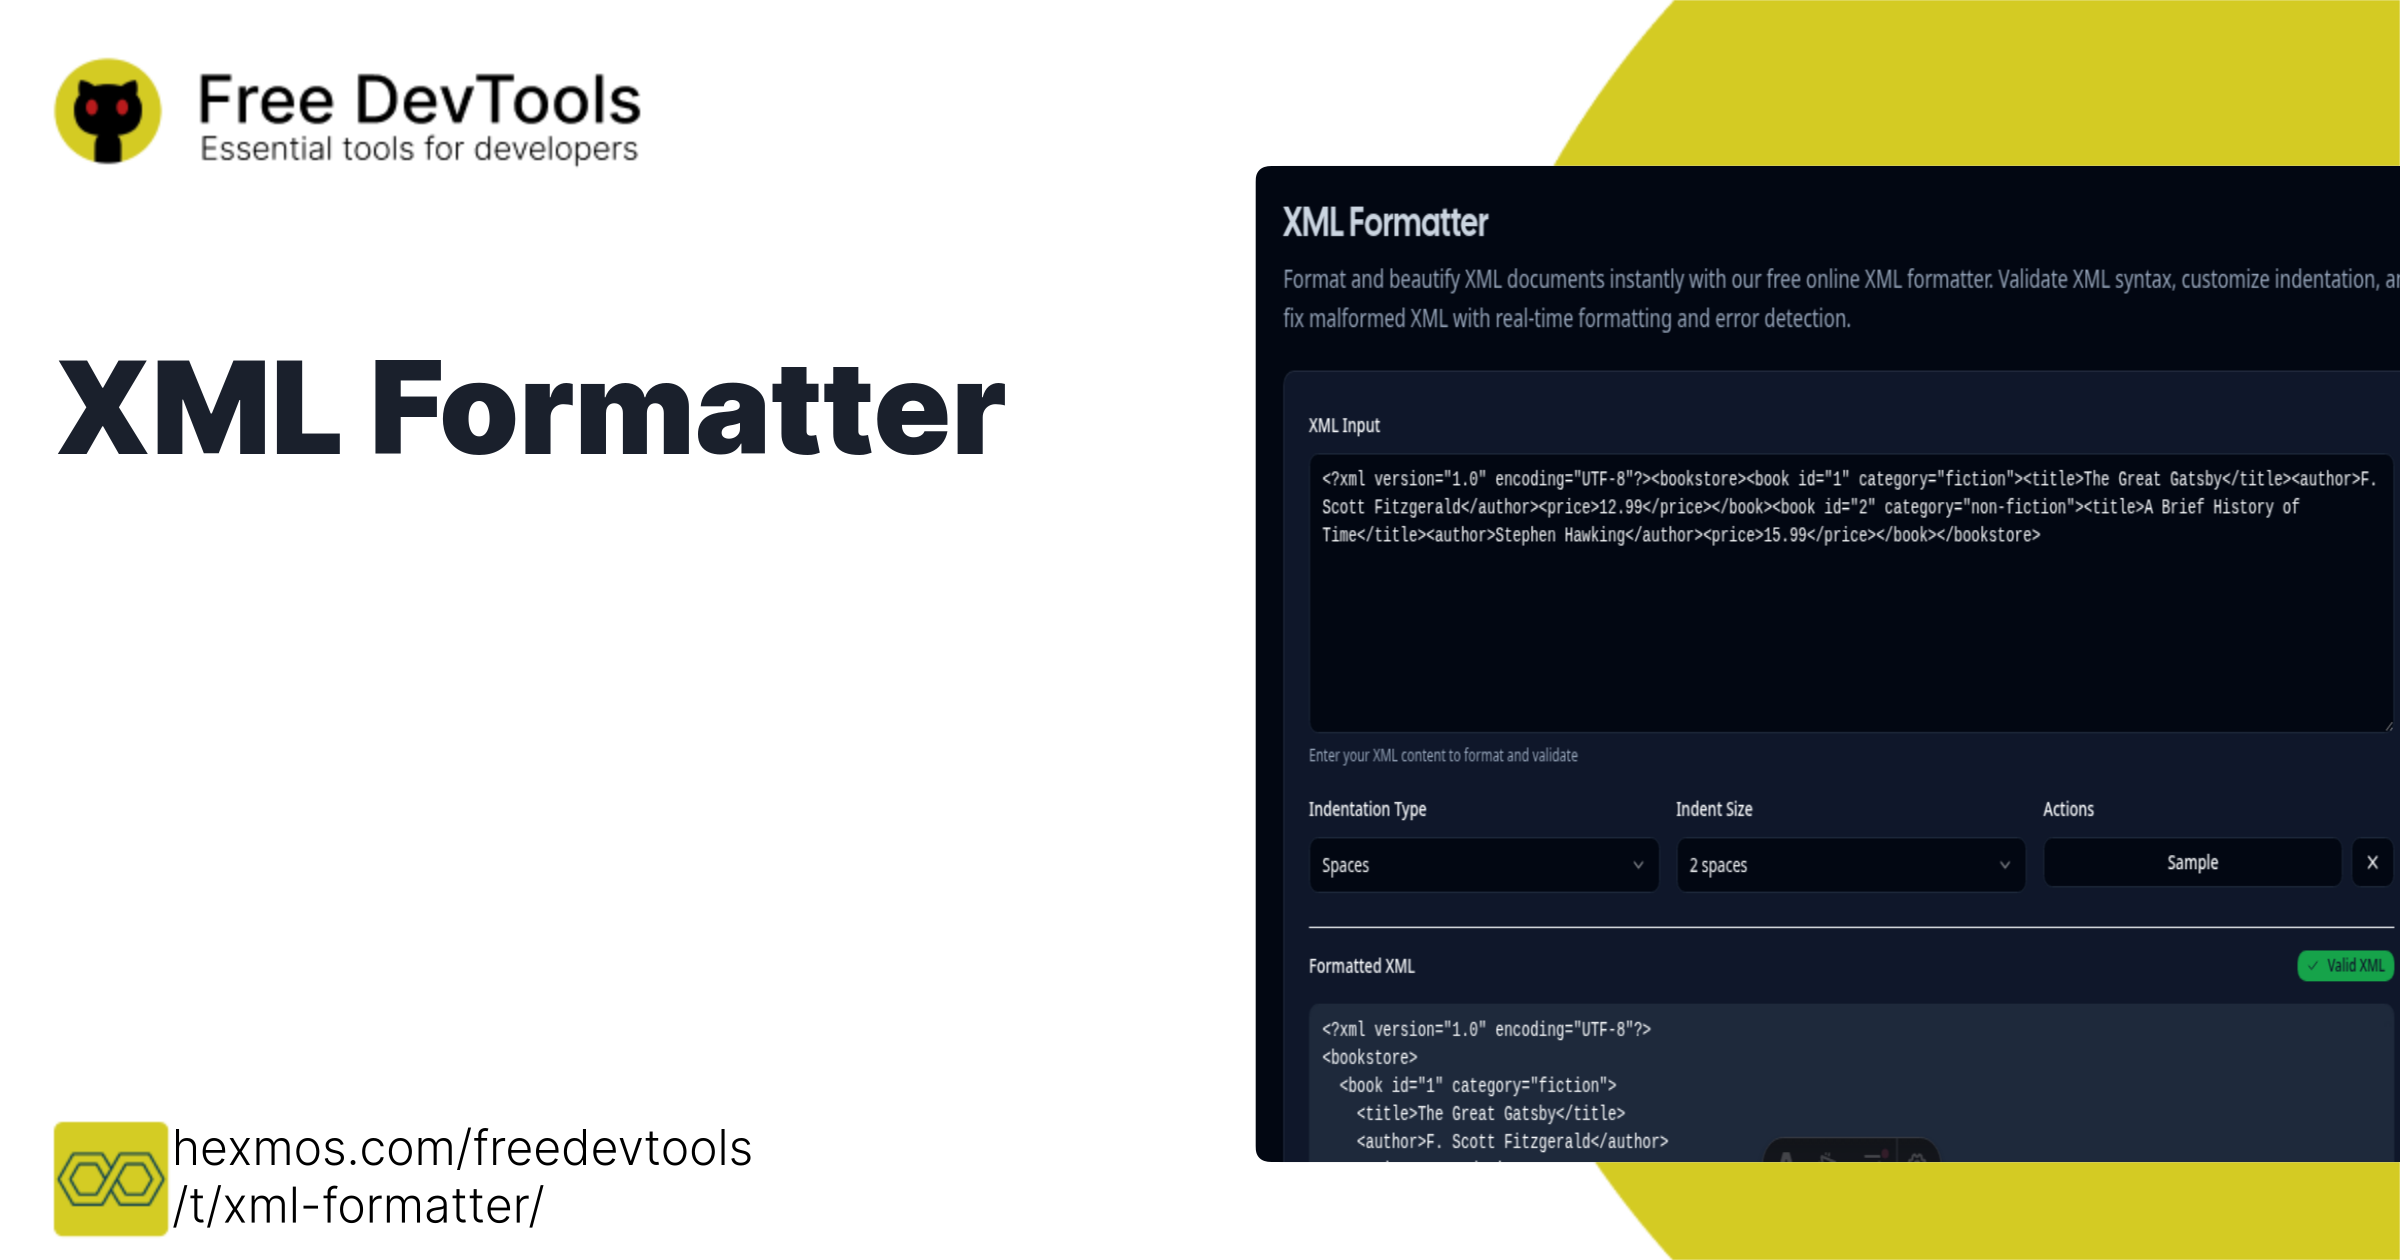 Free DevTools
Essential tools for developers
XML Formatter
hexmos.com/freedevtools
/t/xml-formatter/
XML Formatter
Format and beautify XML documents instantly with our free online XML formatter. Validate XML syntax, customize indentation,
fix malformed XML with real-time formatting and error detection.
XML Input
<?xml version="1.0" encoding="UTF-8"?><bookstore><book id="1" category="fiction"><title>The Great Gatsby</title><author>F.
Scott Fitzgerald</author><price>12.99</price></book><book id="2" category="non-fiction"><title>A Brief History of
Time</title><author>Stephen Hawking</author><price>15.99</price></book></bookstore>
Enter your XML content to format and validate
Indentation Type
Indent Size
Actions
Spaces
2 spaces
Sample
X
Formatted XML
✓ Valid XML
<?xml version="1.0" encoding="UTF-8"?>
<bookstore>
  <book id="1" category="fiction">
    <title>The Great Gatsby</title>
    <author>F. Scott Fitzgerald</author>